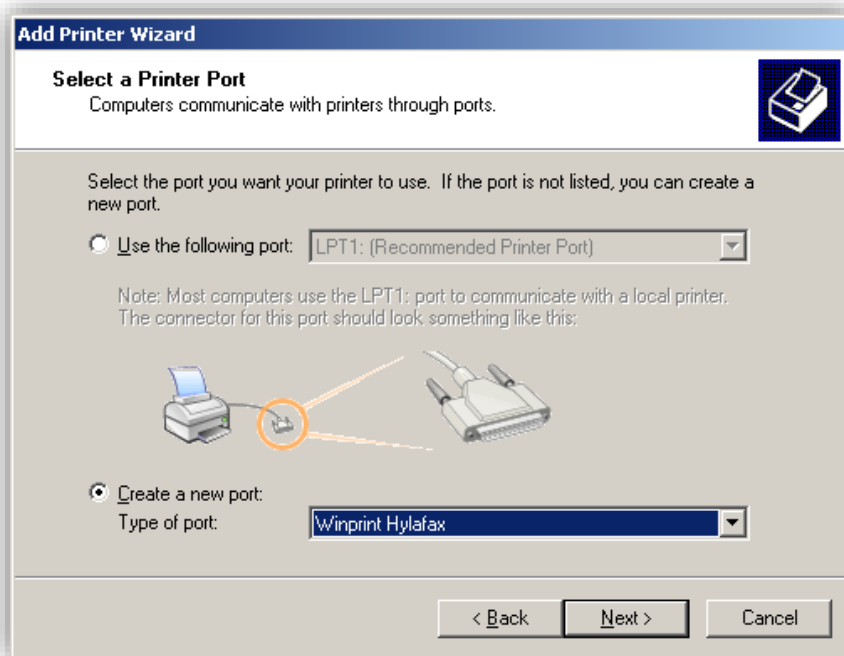 Add Printer Wizard
Select a Printer Port
Computers communicate with printers through ports.
Select the port you want your printer to use. If the port is not listed, you can create a
new port.
Use the following port: LPT1: (Recommended Printer Port)
Note: Most computers use the LPT1: port to communicate with a local printer.
The connector for this port should look something like this:
Create a new port:
Type of port: Winprint Hylafax
< Back Next > Cancel